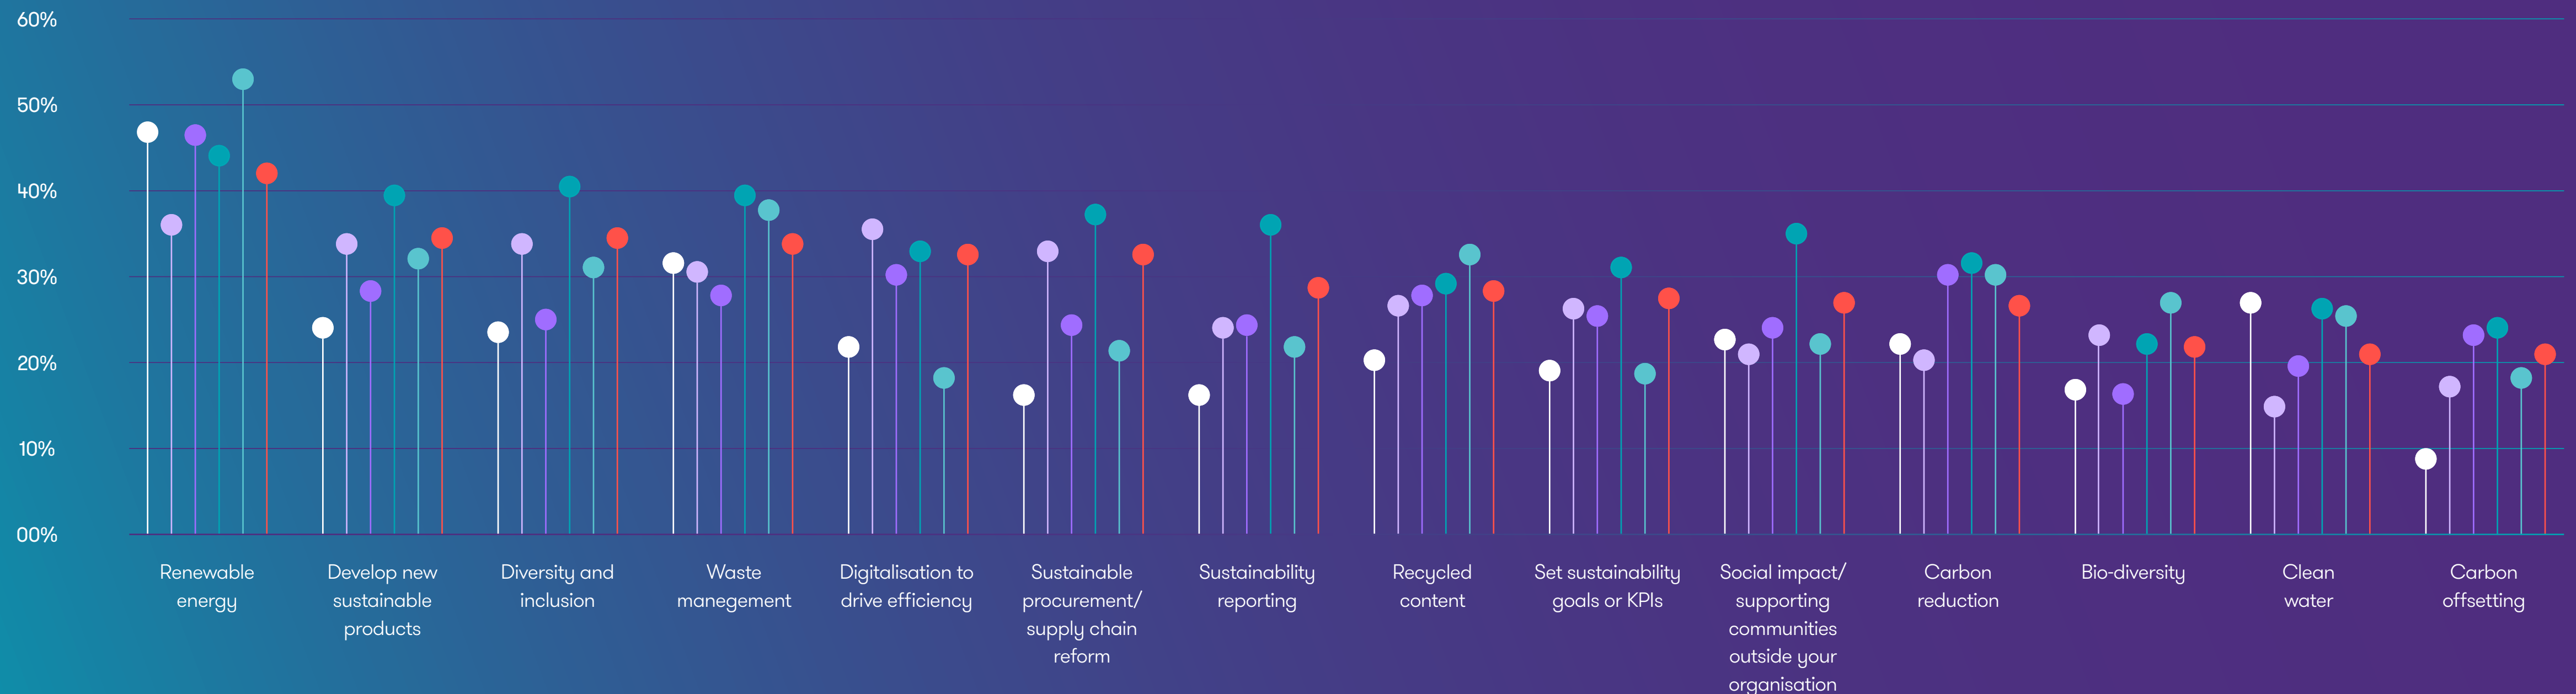 60%
50%
40%
30%
20%
10%
00%
Renewable
energy
Develop new
sustainable
products
Diversity and
inclusion
Waste
manegement
Digitalisation to
drive efficiency
Sustainable
procurement/
supply chain
reform
Sustainability
reporting
Recycled
content
Set sustainability
goals or KPIs
Social impact/
supporting
communities
outside your
organisation
Carbon
reduction
Bio-diversity
Clean
water
Carbon
offsetting